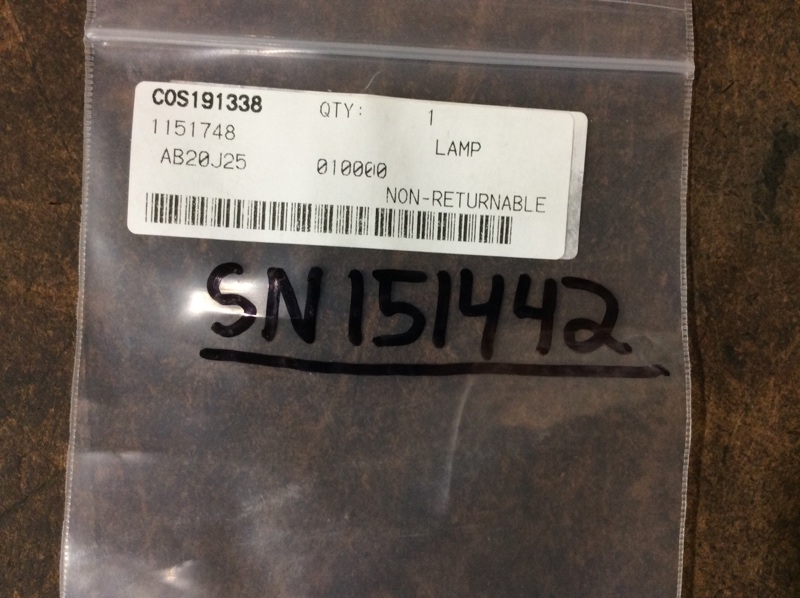 COS191338 QTY: 1
1151748 LAMP
AB20J25 010000
NON-RETURNABLE
SN151442